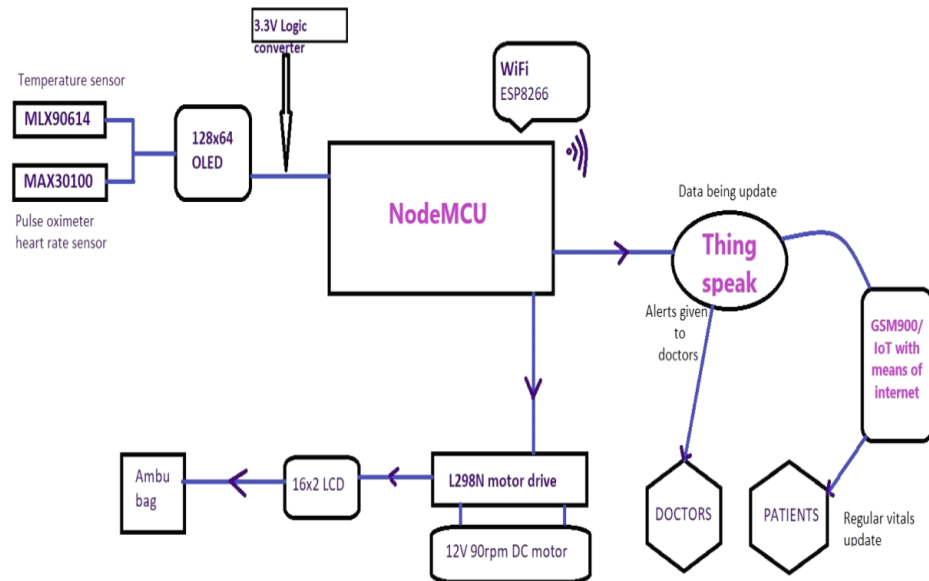 3.3V Logic
converter
Temperature sensor
MLX90614
MAX30100
Pulse oximeter
heart rate sensor
128x64
OLED
WiFi
ESP8266
NodeMCU
Data being update
Thing
speak
Alerts given
to
doctors
GSM900/
IoT with
means of
internet
Ambu
bag
16x2 LCD
L298N motor drive
12V 90rpm DC motor
DOCTORS
PATIENTS
Regular vitals
update